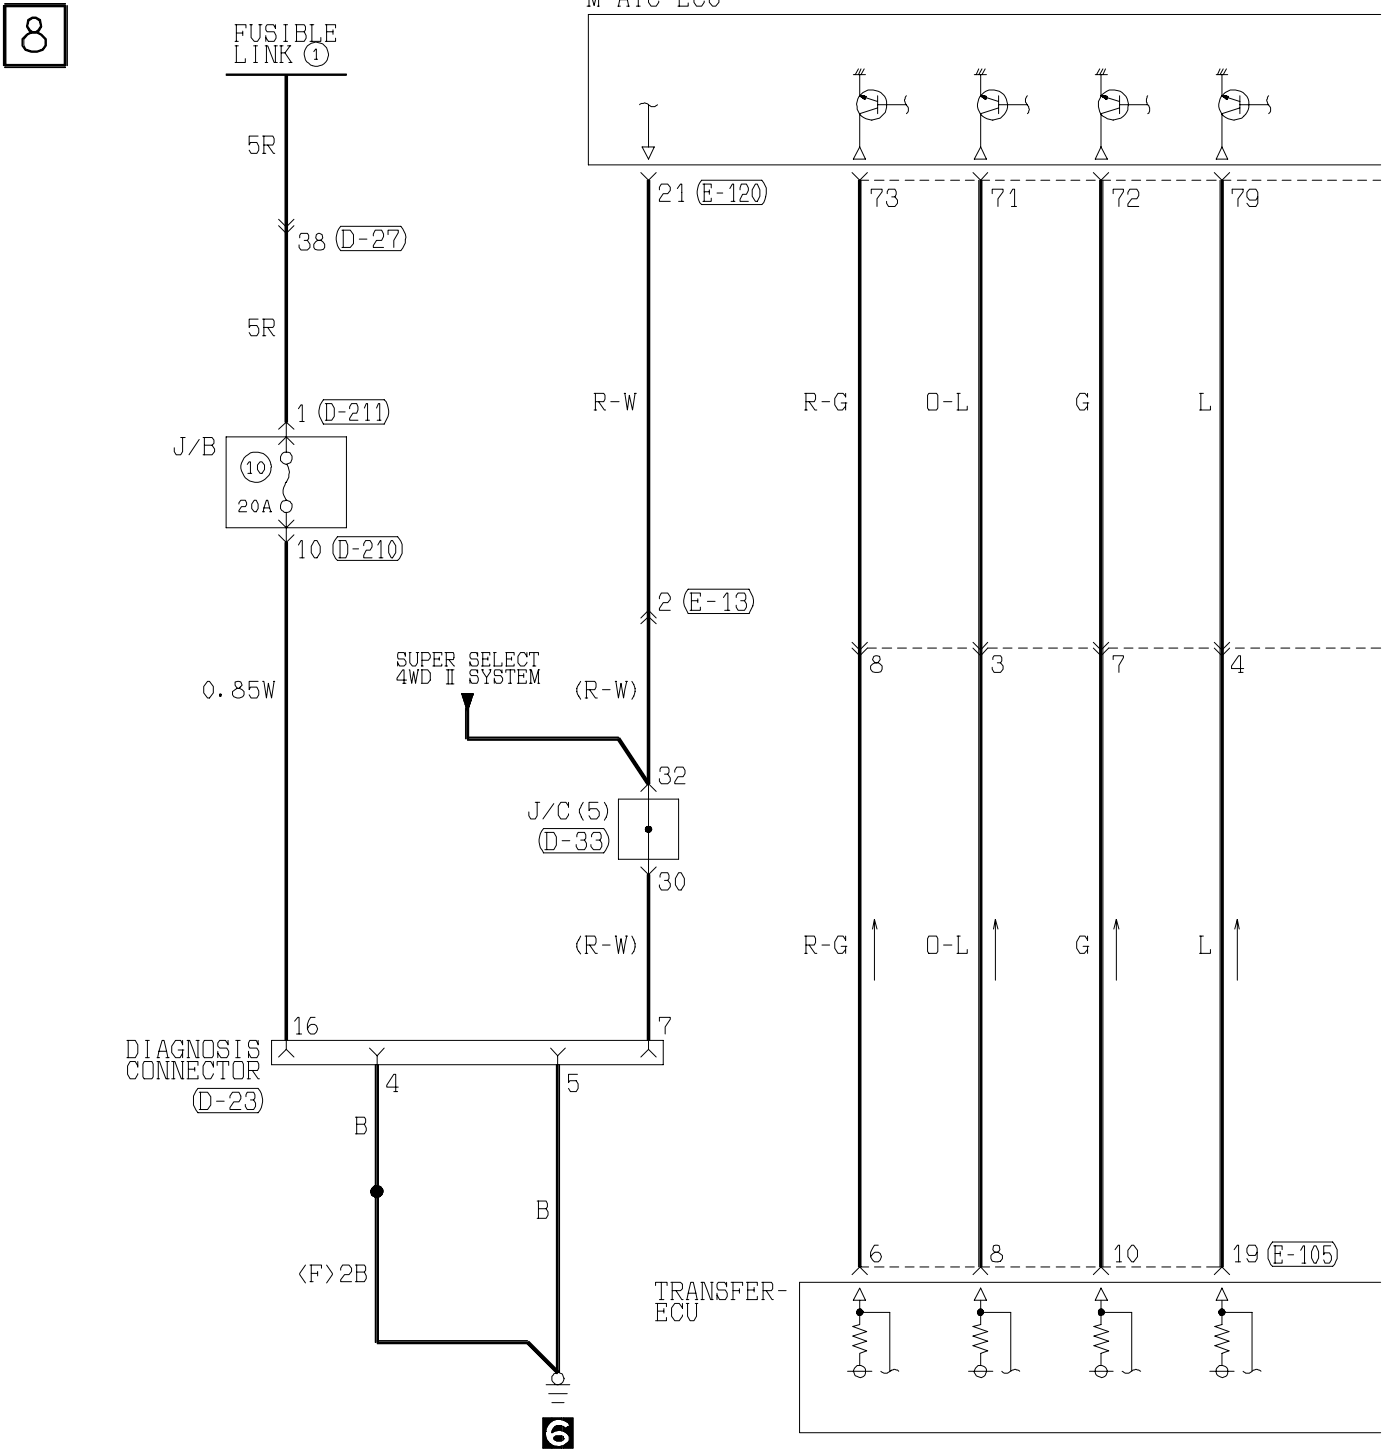 8
FUSIBLE
LINK 1
5R
38 D-27
5R
1 D-211
J/B
10
20A
10 D-210
0.85W
16
DIAGNOSIS
CONNECTOR
D-23
4
5
7
B
B
<F>2B
6
21 E-120
R-W
2 E-13
SUPER SELECT
4WD Ⅱ SYSTEM
(R-W)
32
J/C(5)
D-33
30
(R-W)
73 71 72 79
R-G O-L G L
8 3 7 4
R-G O-L G L
6 8 10 19 E-105
TRANSFER-
ECU